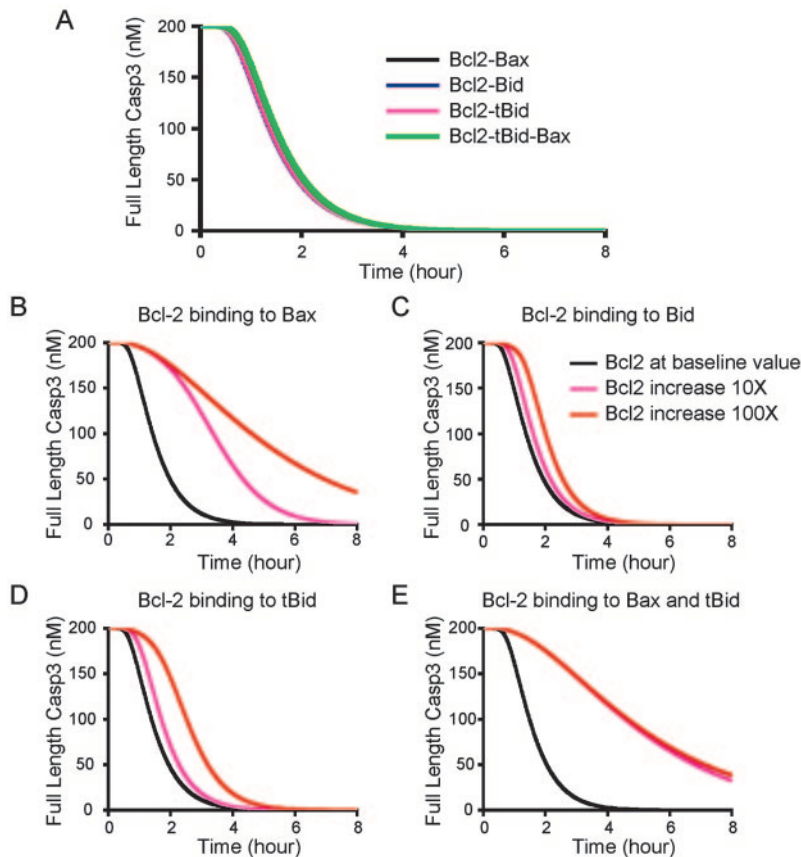 A
Full Length Casp3 (nM)
200
150
100
50
0
0 2 4 6 8
Time (hour)
Bcl2-Bax
Bcl2-Bid
Bcl2-tBid
Bcl2-tBid-Bax
B
Bcl-2 binding to Bax
Full Length Casp3 (nM)
200
150
100
50
0
0 2 4 6 8
Time (hour)
C
Bcl-2 binding to Bid
Full Length Casp3 (nM)
200
150
100
50
0
0 2 4 6 8
Time (hour)
Bcl2 at baseline value
Bcl2 increase 10X
Bcl2 increase 100X
D
Bcl-2 binding to tBid
Full Length Casp3 (nM)
200
150
100
50
0
0 2 4 6 8
Time (hour)
E
Bcl-2 binding to Bax and tBid
Full Length Casp3 (nM)
200
150
100
50
0
0 2 4 6 8
Time (hour)